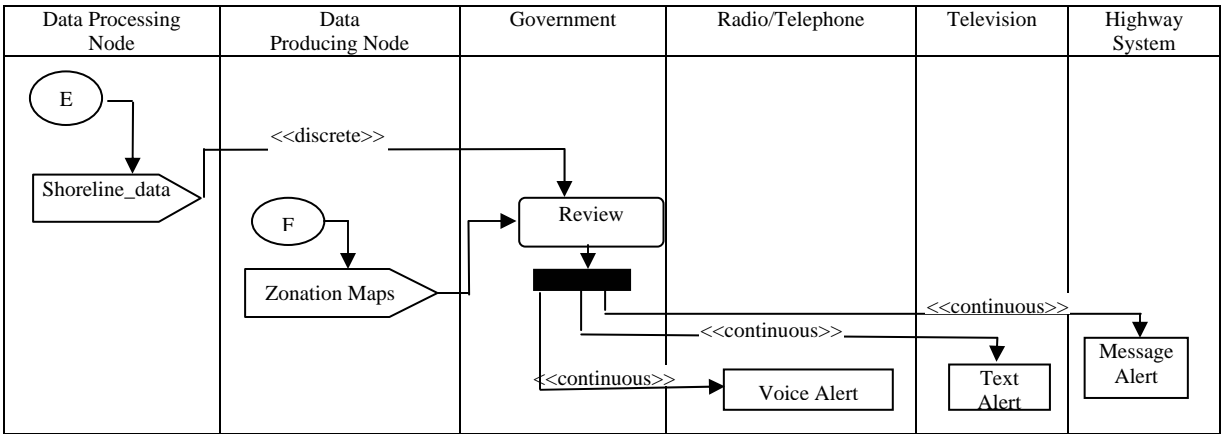 Data Processing
Node
Data
Producing Node
Government
Radio/Telephone
Television
Highway
System
E
<<discrete>>
Shoreline_data
F
Review
Zonation Maps
<<continuous>>
<<continuous>>
<<continuous>>
Message
Alert
Text
Alert
Voice Alert